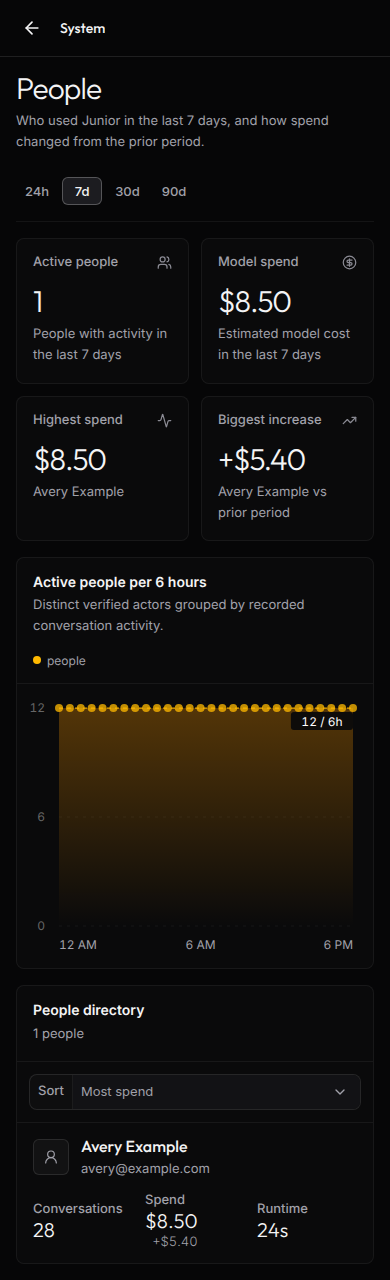 System
People
Who used Junior in the last 7 days, and how spend
changed from the prior period.
24h 7d 30d 90d
Active people
1
People with activity in
the last 7 days
Model spend
$8.50
Estimated model cost
in the last 7 days
Highest spend
$8.50
Avery Example
Biggest increase
+$5.40
Avery Example vs
prior period
Active people per 6 hours
Distinct verified actors grouped by recorded
conversation activity.
people
12
12 / 6h
6
0
12 AM 6 AM 6 PM
People directory
1 people
Sort Most spend
Avery Example
avery@example.com
Conversations
28
Spend
$8.50
+$5.40
Runtime
24s